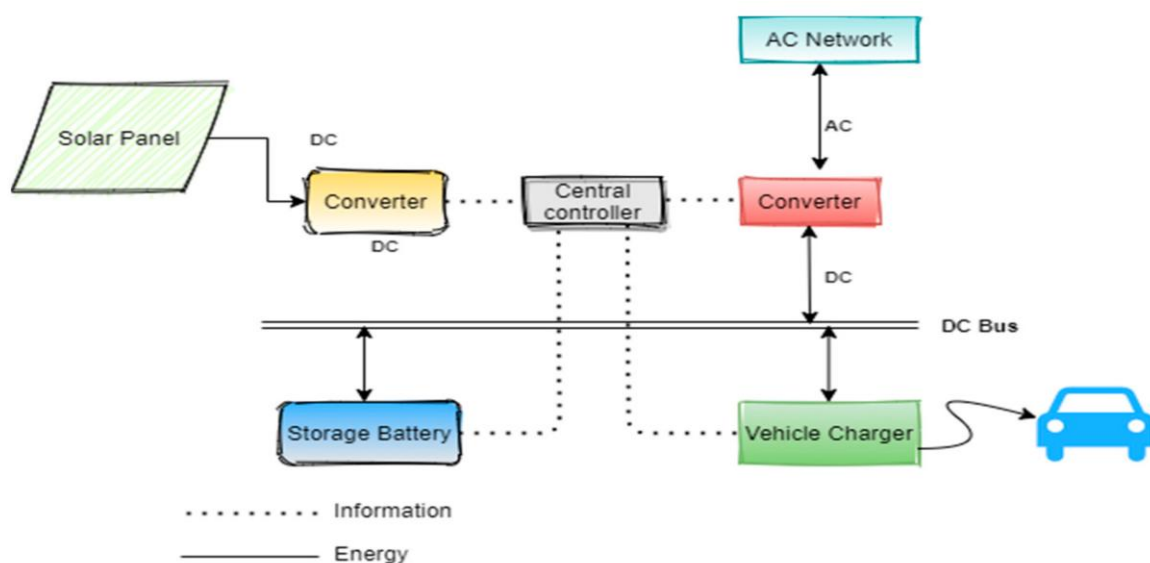 AC Network
Solar Panel
DC
AC
Converter
Central
controller
Converter
DC
DC
DC Bus
Storage Battery
Vehicle Charger
Information
Energy